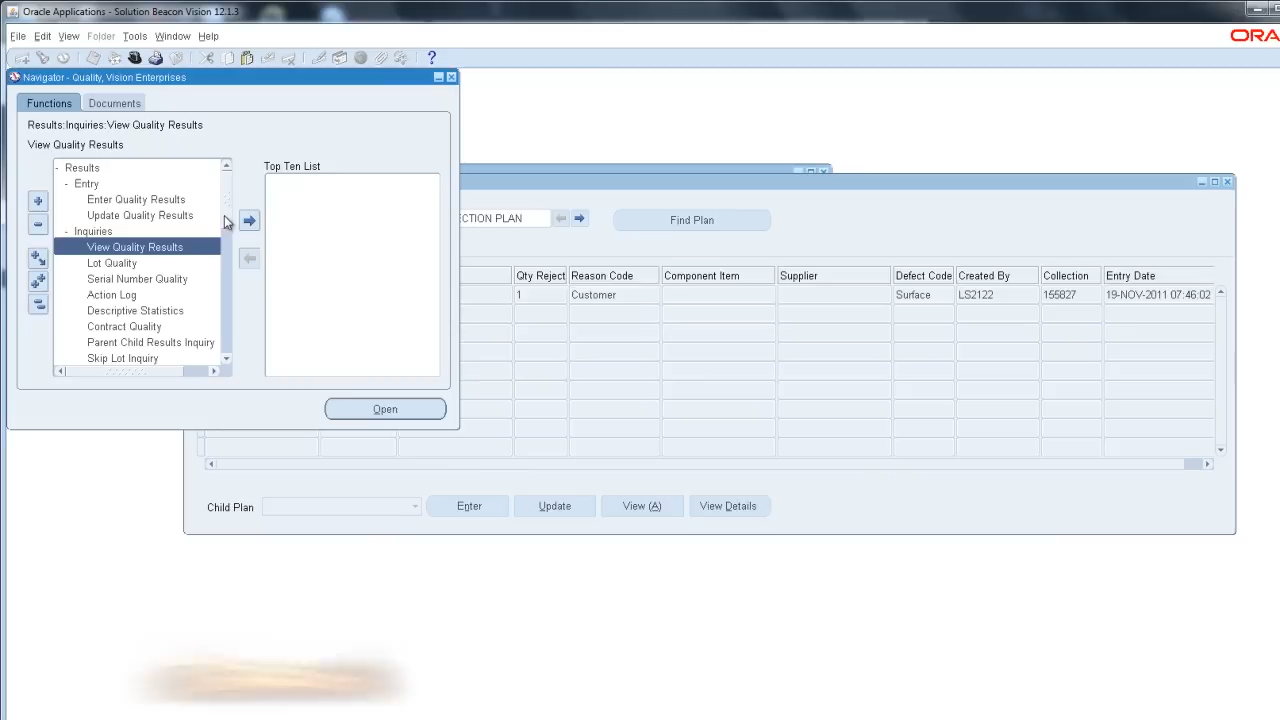 Oracle Applications - Solution Beacon Vision 12.1.3
File Edit View Folder Tools Window Help
ORA
Navigator - Quality, Vision Enterprises
Functions Documents
Results:Inquiries:View Quality Results
View Quality Results
Top Ten List
- Results
- Entry
Enter Quality Results
Update Quality Results
- Inquiries
View Quality Results
Lot Quality
Serial Number Quality
Action Log
Descriptive Statistics
Contract Quality
Parent Child Results Inquiry
Skip Lot Inquiry
Open
ECTION PLAN
Find Plan
Qty Reject Reason Code Component Item Supplier Defect Code Created By Collection Entry Date
1 Customer Surface LS2122 155827 19-NOV-2011 07:46:02
Child Plan Enter Update View (A) View Details